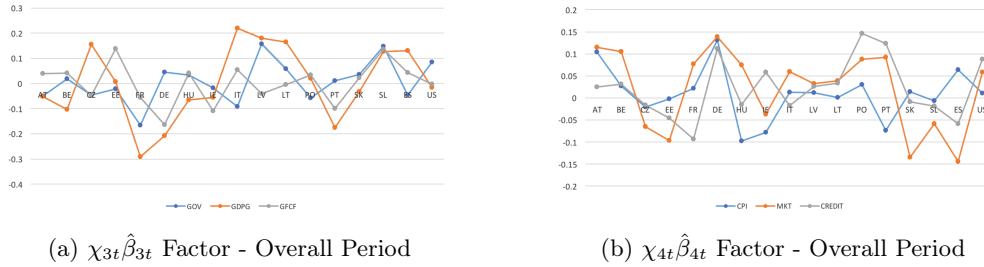 0.3
0.2
0.1
0
-0.1
-0.2
-0.3
-0.4
AT BE CZ EE FR DE HU IE IT LV LT PO PT SK SL ES US
GOV GDPG GFCF
(a) χ3tβ̂3t Factor - Overall Period
0.2
0.15
0.1
0.05
0
-0.05
-0.1
-0.15
-0.2
AT BE CZ EE FR DE HU IE IT LV LT PO PT SK SL ES US
CPI MKT CREDIT
(b) χ4tβ̂4t Factor - Overall Period